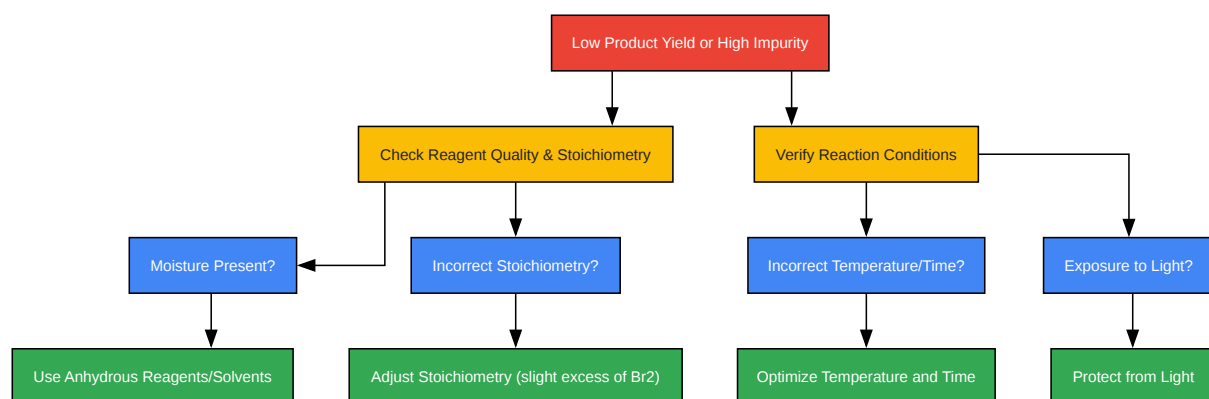 Low Product Yield or High Impurity
Check Reagent Quality & Stoichiometry
Verify Reaction Conditions
Moisture Present?
Incorrect Stoichiometry?
Incorrect Temperature/Time?
Exposure to Light?
Use Anhydrous Reagents/Solvents
Adjust Stoichiometry (slight excess of Br2)
Optimize Temperature and Time
Protect from Light